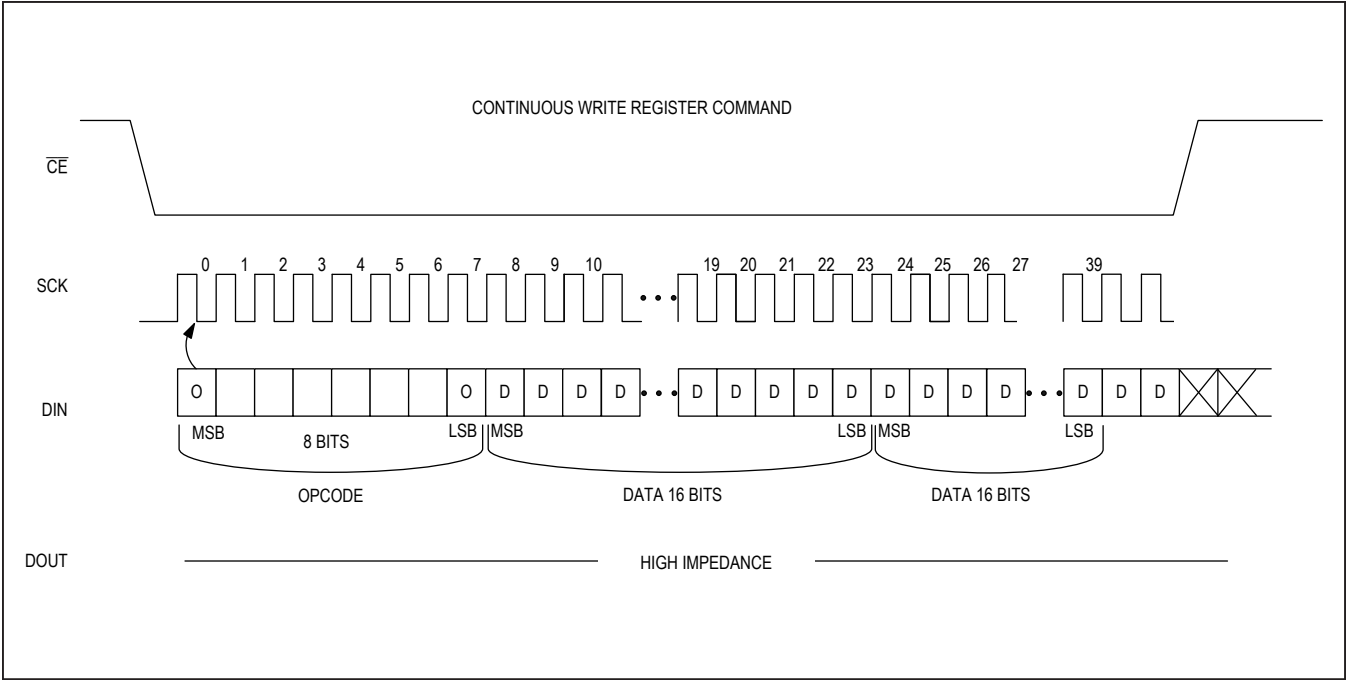 CONTINUOUS WRITE REGISTER COMMAND
CE
SCK
0 1 2 3 4 5 6 7 8 9 10 19 20 21 22 23 24 25 26 27 39
DIN
O O D D D D D D D D D D D D D D D D
MSB 8 BITS LSB MSB LSB MSB LSB
OPCODE DATA 16 BITS DATA 16 BITS
DOUT HIGH IMPEDANCE